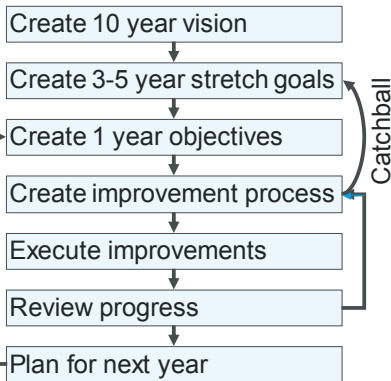 Create 10 year vision
Create 3-5 year stretch goals
Create 1 year objectives
Create improvement process
Execute improvements
Review progress
Plan for next year
Catchball